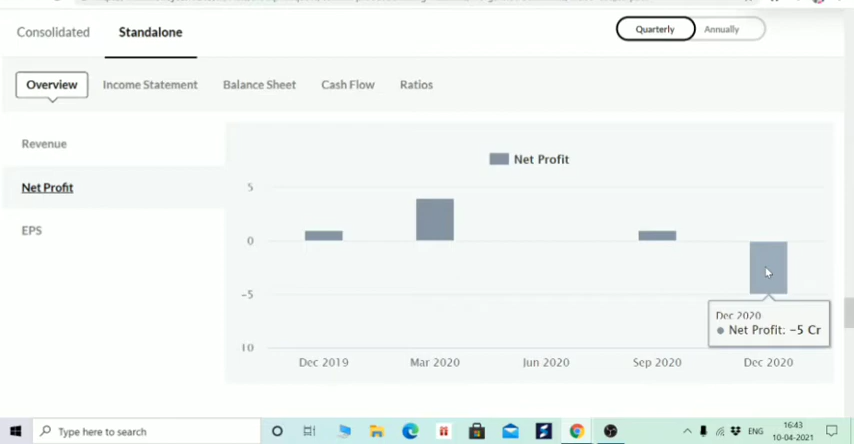 Consolidated Standalone Quarterly Annually
Overview Income Statement Balance Sheet Cash Flow Ratios
Revenue
Net Profit
EPS
Net Profit
5
0
-5
10
Dec 2019 Mar 2020 Jun 2020 Sep 2020 Dec 2020
Dec 2020
Net Profit: -5 Cr
Type here to search
ENG
16:43
10-04-2021